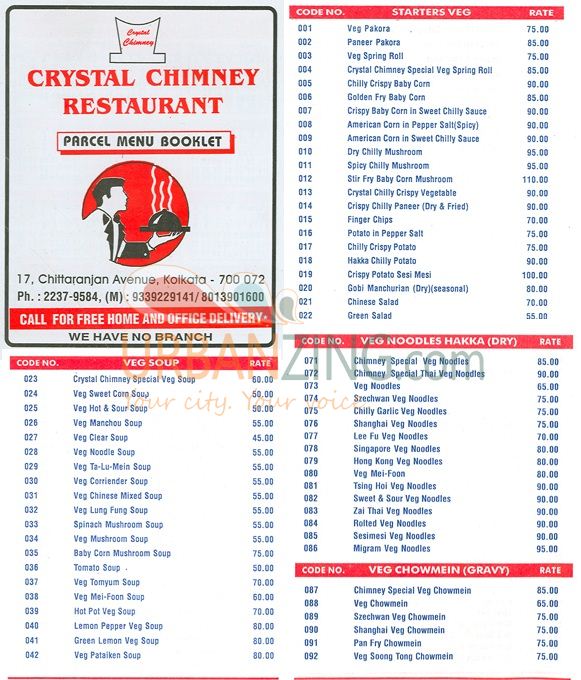 Crystal
Chimney
CRYSTAL CHIMNEY
RESTAURANT
PARCEL MENU BOOKLET
17, Chittaranjan Avenue, Kolkata - 700 072
Ph. : 2237-9584, (M) : 9339229141/ 8013901600
CALL FOR FREE HOME AND OFFICE DELIVERY
WE HAVE NO BRANCH
CODE NO. VEG SOUP RATE
023 Crystal Chimney Special Veg Soup 60.00
024 Veg Sweet Corn Soup 50.00
025 Veg Hot & Sour Soup 50.00
026 Veg Manchou Soup 55.00
027 Veg Clear Soup 45.00
028 Veg Noodle Soup 55.00
029 Veg Ta-Lu-Mein Soup 55.00
030 Veg Corriender Soup 55.00
031 Veg Chinese Mixed Soup 55.00
032 Veg Lung Fung Soup 55.00
033 Spinach Mushroom Soup 55.00
034 Veg Mushroom Soup 55.00
035 Baby Corn Mushroom Soup 75.00
036 Tomato Soup 50.00
037 Veg Tomyum Soup 70.00
038 Veg Mei-Foon Soup 60.00
039 Hot Pot Veg Soup 70.00
040 Lemon Pepper Veg Soup 80.00
041 Green Lemon Veg Soup 80.00
042 Veg Pataiken Soup 80.00
CODE NO. STARTERS VEG RATE
001 Veg Pakora 75.00
002 Paneer Pakora 85.00
003 Veg Spring Roll 75.00
004 Crystal Chimney Special Veg Spring Roll 85.00
005 Chilly Crispy Baby Corn 90.00
006 Golden Fry Baby Corn 85.00
007 Crispy Baby Corn in Sweet Chilly Sauce 90.00
008 American Corn in Pepper Salt(Spicy) 90.00
009 American Corn in Sweet Chilly Sauce 90.00
010 Dry Chilly Mushroom 95.00
011 Spicy Chilly Mushroom 95.00
012 Stir Fry Baby Corn Mushroom 110.00
013 Crystal Chilly Crispy Vegetable 90.00
014 Crispy Chilly Paneer (Dry & Fried) 90.00
015 Finger Chips 70.00
016 Potato in Pepper Salt 75.00
017 Chilly Crispy Potato 75.00
018 Hakka Chilly Potato 90.00
019 Crispy Potato Sesi Mesi 100.00
020 Gobi Manchurian (Dry)(seasonal) 80.00
021 Chinese Salad 70.00
022 Green Salad 55.00
CODE NO. VEG NOODLES HAKKA (DRY) RATE
071 Chimney Special Veg Noodles 85.00
072 Chimney Special Thai Veg Noodles 90.00
073 Veg Noodles 65.00
074 Szechwan Veg Noodles 75.00
075 Chilly Garlic Veg Noodles 75.00
076 Shanghai Veg Noodles 75.00
077 Lee Fu Veg Noodles 70.00
078 Singapore Veg Noodles 80.00
079 Hong Kong Veg Noodles 80.00
080 Veg Mei-Foon 80.00
081 Tsing Hoi Veg Noodles 90.00
082 Sweet & Sour Veg Noodles 90.00
083 Zai Thai Veg Noodles 90.00
084 Rolted Veg Noodles 90.00
085 Sesimesi Veg Noodles 90.00
086 Migram Veg Noodles 95.00
CODE NO. VEG CHOWMEIN (GRAVY) RATE
087 Chimney Special Veg Chowmein 85.00
088 Veg Chowmein 65.00
089 Szechwan Veg Chowmein 75.00
090 Shanghai Veg Chowmein 75.00
091 Pan Fry Chowmein 75.00
092 Veg Soong Tong Chowmein 75.00
URBANZING.com
Your city. Your voice.